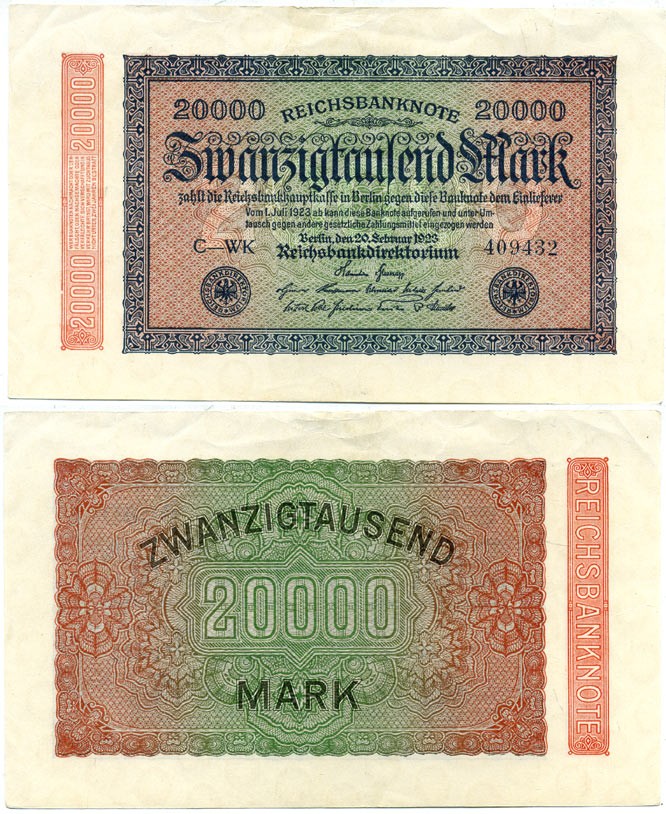 20000 REICHSBANKNOTE 20000
Zwanzigtausend Mark
zahlt die Reichsbankhauptkasse in Berlin gegen diese Banknote dem Einlieferer
Vom 1. Juli 1923 ab kann diese Banknote aufgerufen und unter Um-
tausch gegen andere gesetzliche Zahlungsmittel eingezogen werden
Berlin, den 20. Februar 1923
C-WK Reichsbankdirektorium 409432
20000
20000
ZWANZIGTAUSEND
20000
MARK
REICHSBANKNOTE